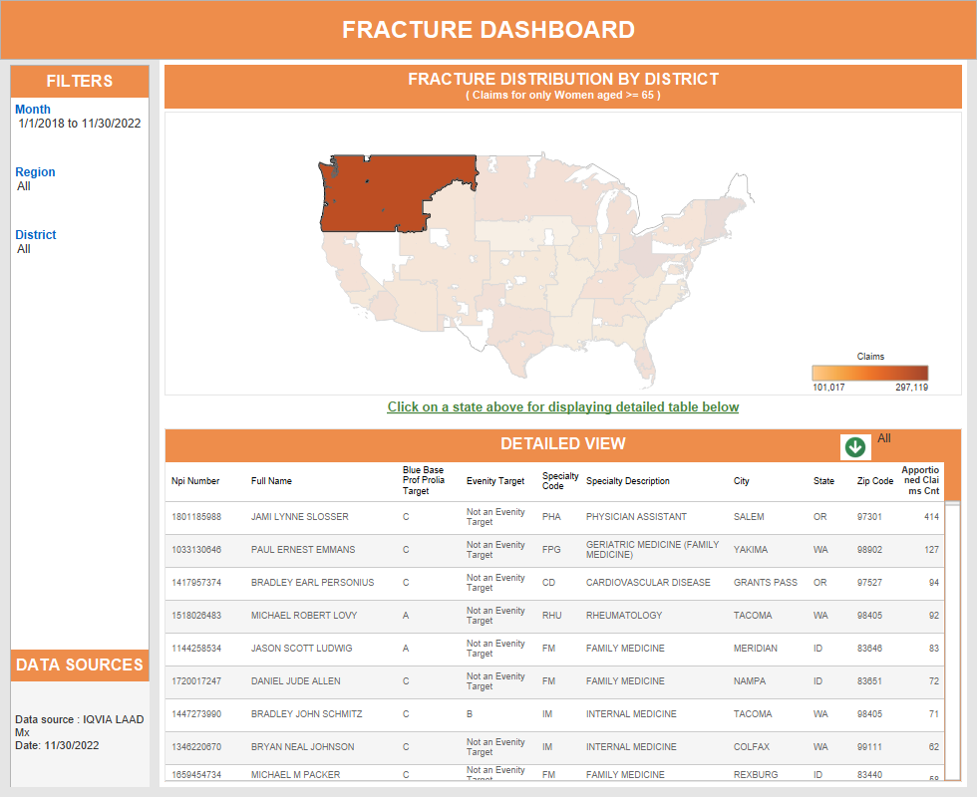 FRACTURE DASHBOARD
FILTERS
Month
1/1/2018 to 11/30/2022
Region
All
District
All
DATA SOURCES
Data source : IQVIA LAAD
Mx
Date: 11/30/2022
FRACTURE DISTRIBUTION BY DISTRICT
( Claims for only Women aged >= 65 )
Claims
101,017 297,119
Click on a state above for displaying detailed table below
DETAILED VIEW
All
Npi Number Full Name Blue Base Prof Prolia Target Evenity Target Specialty Code Specialty Description City State Zip Code Apportio ned Clai ms Cnt
1801185988 JAMI LYNNE SLOSSER C Not an Evenity Target PHA PHYSICIAN ASSISTANT SALEM OR 97301 414
1033130646 PAUL ERNEST EMMANS C Not an Evenity Target FPG GERIATRIC MEDICINE (FAMILY MEDICINE) YAKIMA WA 98902 127
1417957374 BRADLEY EARL PERSONIUS C Not an Evenity Target CD CARDIOVASCULAR DISEASE GRANTS PASS OR 97527 94
1518026483 MICHAEL ROBERT LOVY A Not an Evenity Target RHU RHEUMATOLOGY TACOMA WA 98405 92
1144258534 JASON SCOTT LUDWIG A Not an Evenity Target FM FAMILY MEDICINE MERIDIAN ID 83646 83
1720017247 DANIEL JUDE ALLEN C Not an Evenity Target FM FAMILY MEDICINE NAMPA ID 83651 72
1447273990 BRADLEY JOHN SCHMITZ C B IM INTERNAL MEDICINE TACOMA WA 98405 71
1346220670 BRYAN NEAL JOHNSON C Not an Evenity Target IM INTERNAL MEDICINE COLFAX WA 99111 62
1659454734 MICHAEL M PACKER C Not an Evenity Target FM FAMILY MEDICINE REXBURG ID 83440